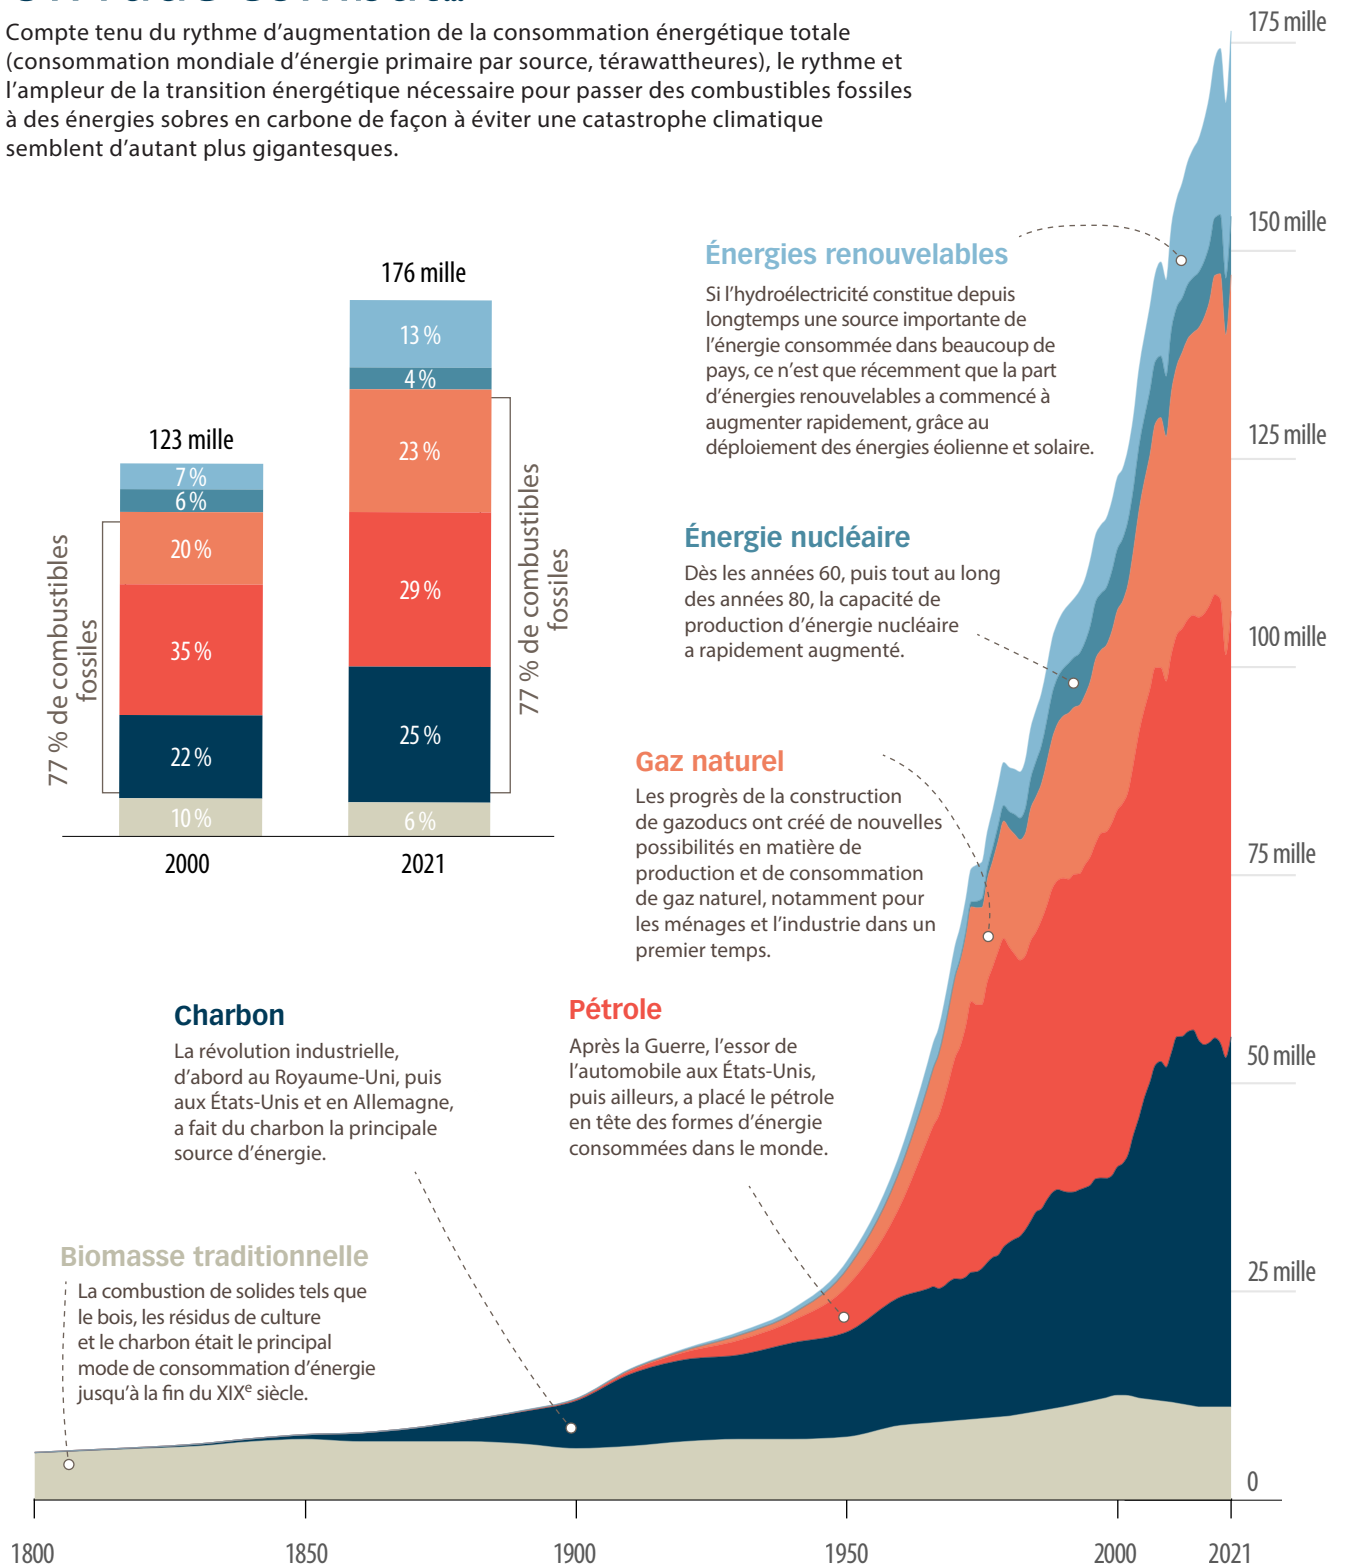 Compte tenu du rythme d'augmentation de la consommation énergétique totale
(consommation mondiale d'énergie primaire par source, térawattheures), le rythme et
l'ampleur de la transition énergétique nécessaire pour passer des combustibles fossiles
à des énergies sobres en carbone de façon à éviter une catastrophe climatique
semblent d'autant plus gigantesques.
175 mille
150 mille
125 mille
100 mille
75 mille
50 mille
25 mille
0
123 mille
7 %
6 %
20 %
35 %
22 %
10 %
77 % de combustibles
fossiles
2000
176 mille
13 %
4 %
23 %
29 %
25 %
6 %
77 % de combustibles
fossiles
2021
Énergies renouvelables
Si l'hydroélectricité constitue depuis
longtemps une source importante de
l'énergie consommée dans beaucoup de
pays, ce n'est que récemment que la part
d'énergies renouvelables a commencé à
augmenter rapidement, grâce au
déploiement des énergies éolienne et solaire.
Énergie nucléaire
Dès les années 60, puis tout au long
des années 80, la capacité de
production d'énergie nucléaire
a rapidement augmenté.
Gaz naturel
Les progrès de la construction
de gazoducs ont créé de nouvelles
possibilités en matière de
production et de consommation
de gaz naturel, notamment pour
les ménages et l'industrie dans un
premier temps.
Charbon
La révolution industrielle,
d'abord au Royaume-Uni, puis
aux États-Unis et en Allemagne,
a fait du charbon la principale
source d'énergie.
Pétrole
Après la Guerre, l'essor de
l'automobile aux États-Unis,
puis ailleurs, a placé le pétrole
en tête des formes d'énergie
consommées dans le monde.
Biomasse traditionnelle
La combustion de solides tels que
le bois, les résidus de culture
et le charbon était le principal
mode de consommation d'énergie
jusqu'à la fin du XIXe siècle.
1800
1850
1900
1950
2000
2021